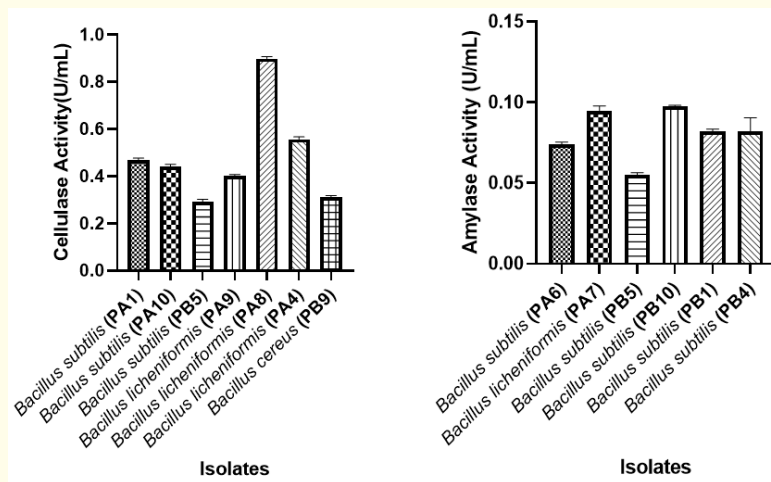 Cellulase Activity(U/mL)
1.0
0.8
0.6
0.4
0.2
0.0
Bacillus subtilis (PA1)
Bacillus subtilis (PA10)
Bacillus subtilis (PB5)
Bacillus licheniformis (PA9)
Bacillus licheniformis (PA8)
Bacillus licheniformis (PA4)
Bacillus cereus (PB9)
Isolates
Amylase Activity (U/mL)
0.15
0.10
0.05
0.00
Bacillus subtilis (PA6)
Bacillus licheniformis (PA7)
Bacillus subtilis (PB5)
Bacillus subtilis (PB10)
Bacillus subtilis (PB1)
Bacillus subtilis (PB4)
Isolates